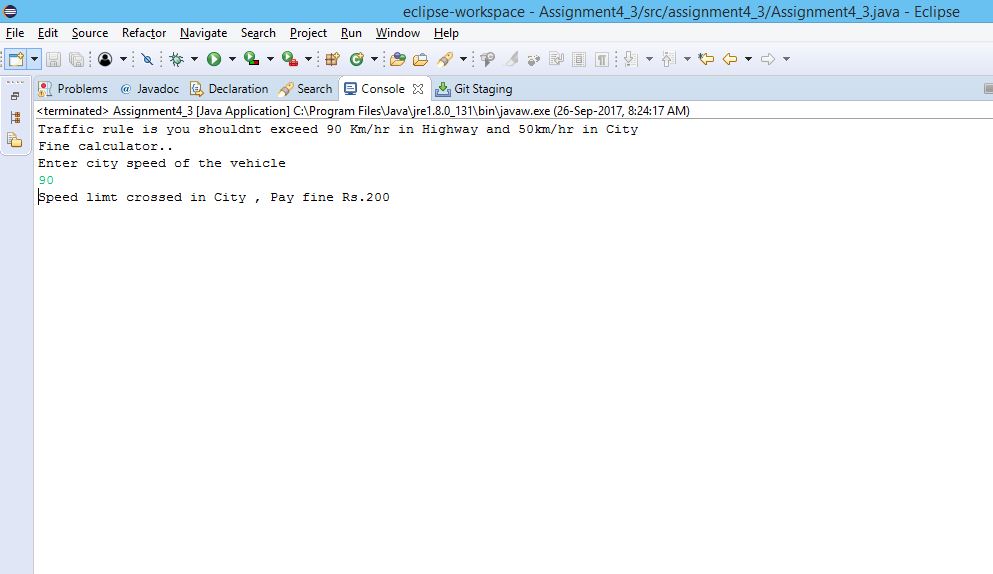 eclipse-workspace - Assignment4_3/src/assignment4_3/Assignment4_3.java - Eclipse
File Edit Source Refactor Navigate Search Project Run Window Help
Problems @ Javadoc Declaration Search Console Git Staging
<terminated> Assignment4_3 [Java Application] C:\Program Files\Java\jre1.8.0_131\bin\javaw.exe (26-Sep-2017, 8:24:17 AM)
Traffic rule is you shouldnt exceed 90 Km/hr in Highway and 50km/hr in City
Fine calculator..
Enter city speed of the vehicle
90
Speed limt crossed in City , Pay fine Rs.200